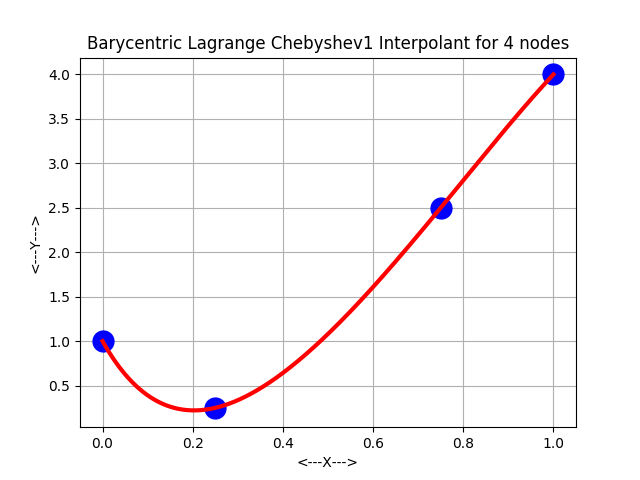 Barycentric Lagrange Chebyshev1 Interpolant for 4 nodes
4.0
3.5
3.0
2.5
2.0
1.5
1.0
0.5
<---Y--->
0.0 0.2 0.4 0.6 0.8 1.0
<---X--->